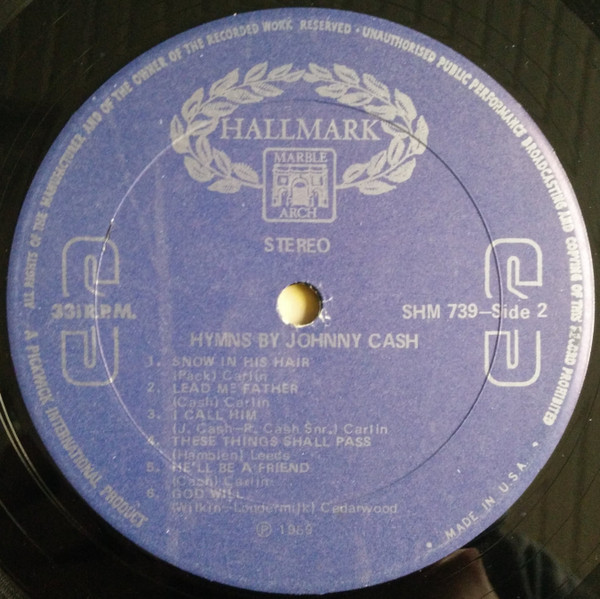 ALL RIGHTS OF THE MANUFACTURER AND OF THE OWNER OF THE RECORDED WORK RESERVED · UNAUTHORISED PUBLIC PERFORMANCE BROADCASTING AND COPYING OF THIS RECORD PROHIBITED
HALLMARK
MARBLE
ARCH
STEREO
33⅓ R.P.M.
SHM 739–Side 2
HYMNS BY JOHNNY CASH
1. SNOW IN HIS HAIR
(Pack) Carlin
2. LEAD ME FATHER
(Cash) Carlin
3. I CALL HIM
(J. Cash–R. Cash Snr.) Carlin
4. THESE THINGS SHALL PASS
(Hamblen) Leeds
5. HE'LL BE A FRIEND
(Cash) Carlin
6. GOD WILL
(Wilkin–Loudermilk) Cedarwood
℗ 1969
A PICKWICK INTERNATIONAL PRODUCT
• MADE IN U.S.A. •